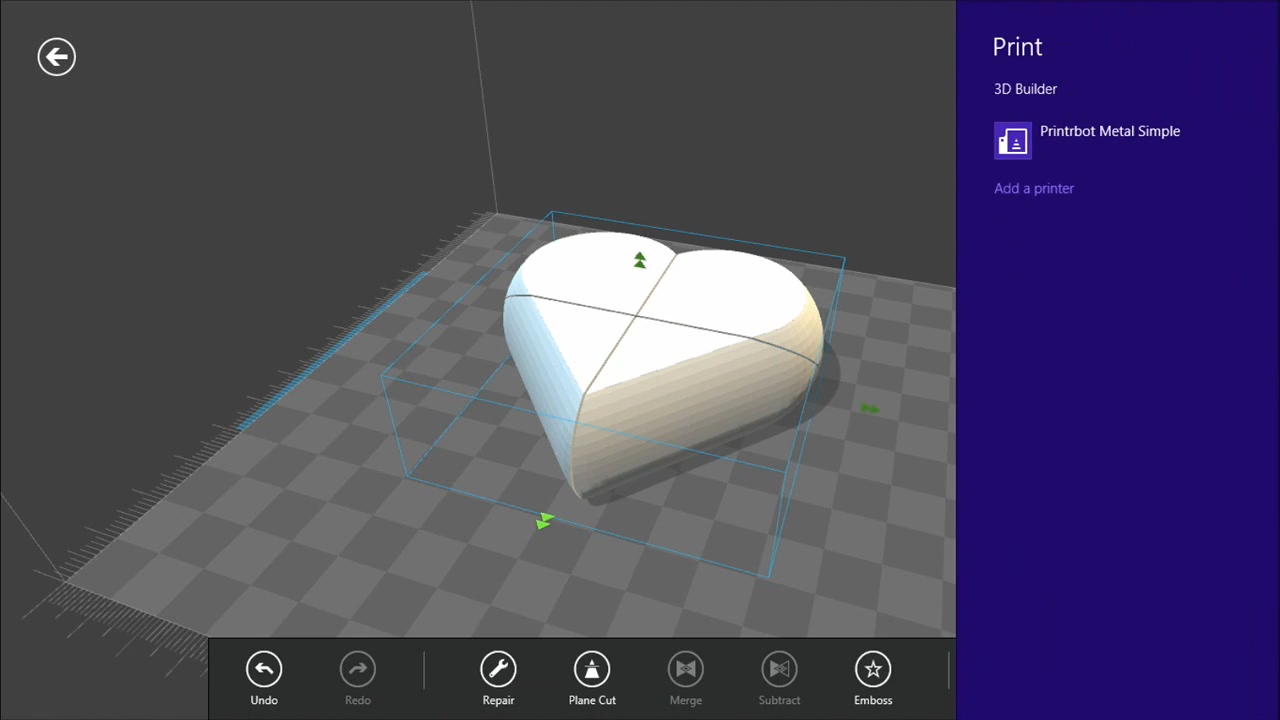 Print
3D Builder
Printrbot Metal Simple
Add a printer
Undo
Redo
Repair
Plane Cut
Merge
Subtract
Emboss